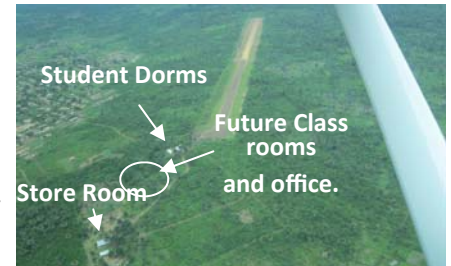 Student Dorms
Future Class
rooms
and office.
Store Room